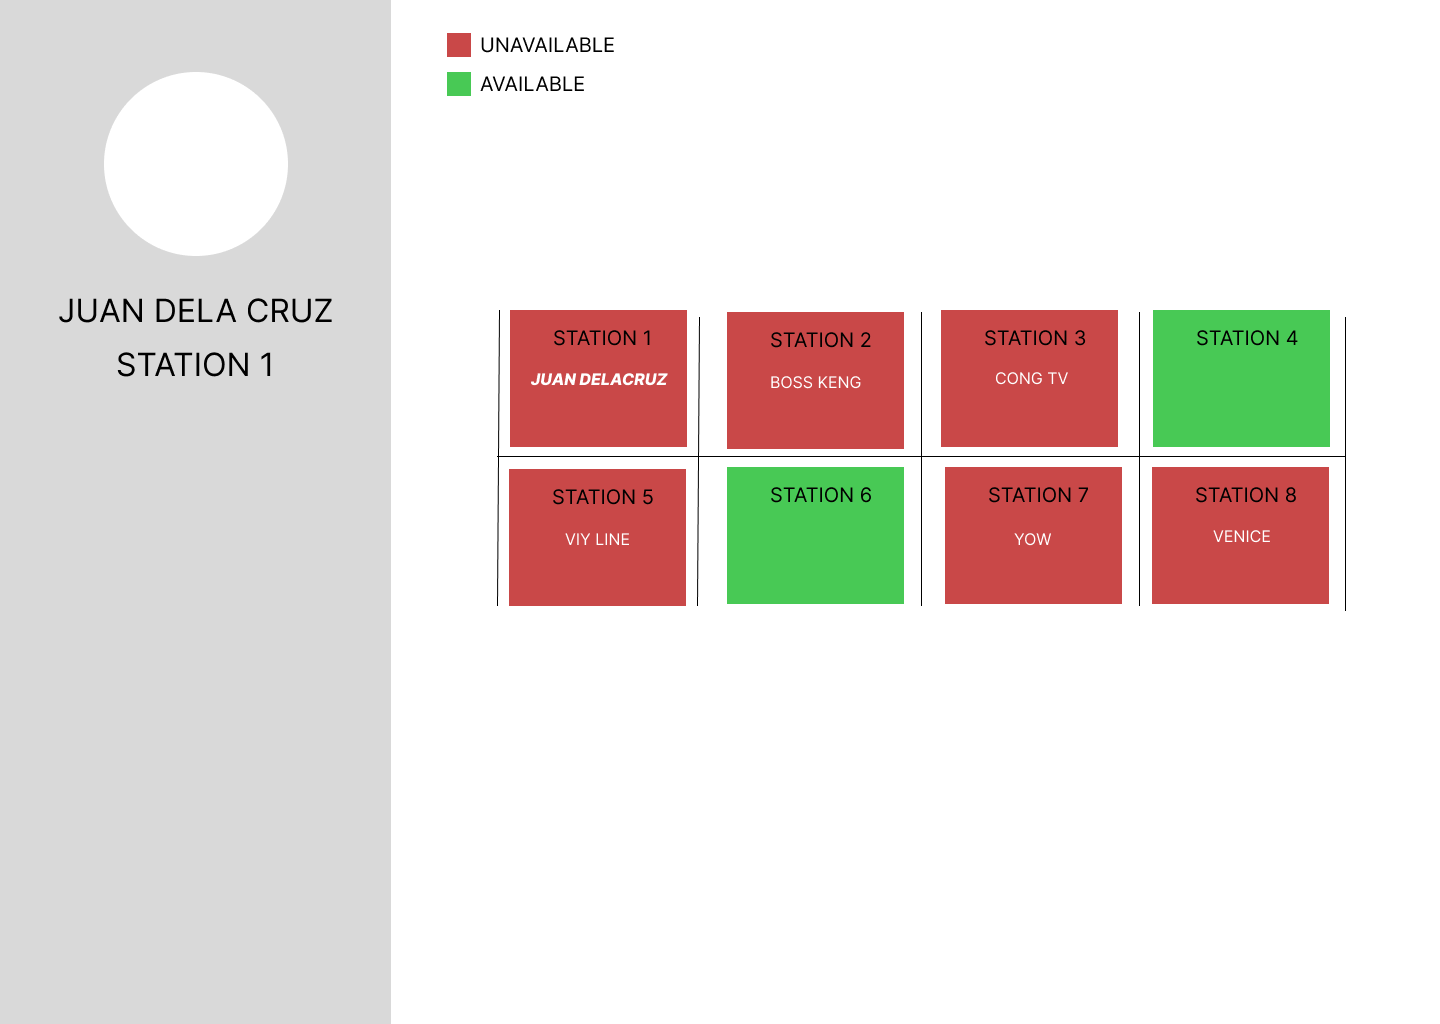 JUAN DELA CRUZ
STATION 1
UNAVAILABLE
AVAILABLE
STATION 1
JUAN DELACRUZ
STATION 2
BOSS KENG
STATION 3
CONG TV
STATION 4
STATION 5
VIY LINE
STATION 6
STATION 7
YOW
STATION 8
VENICE